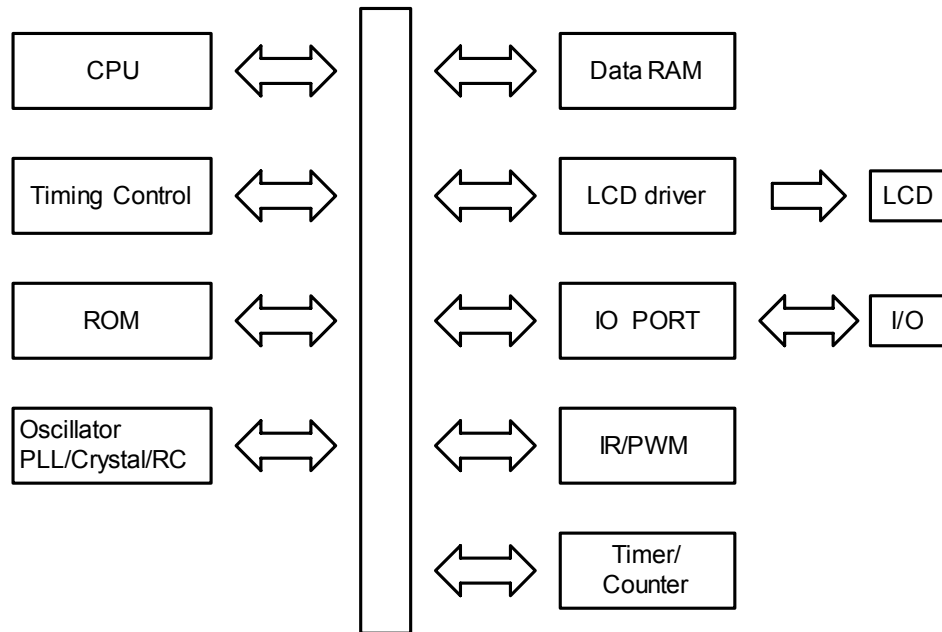 CPU
Data RAM
Timing Control
LCD driver
LCD
ROM
IO PORT
I/O
Oscillator
PLL/Crystal/RC
IR/PWM
Timer/
Counter